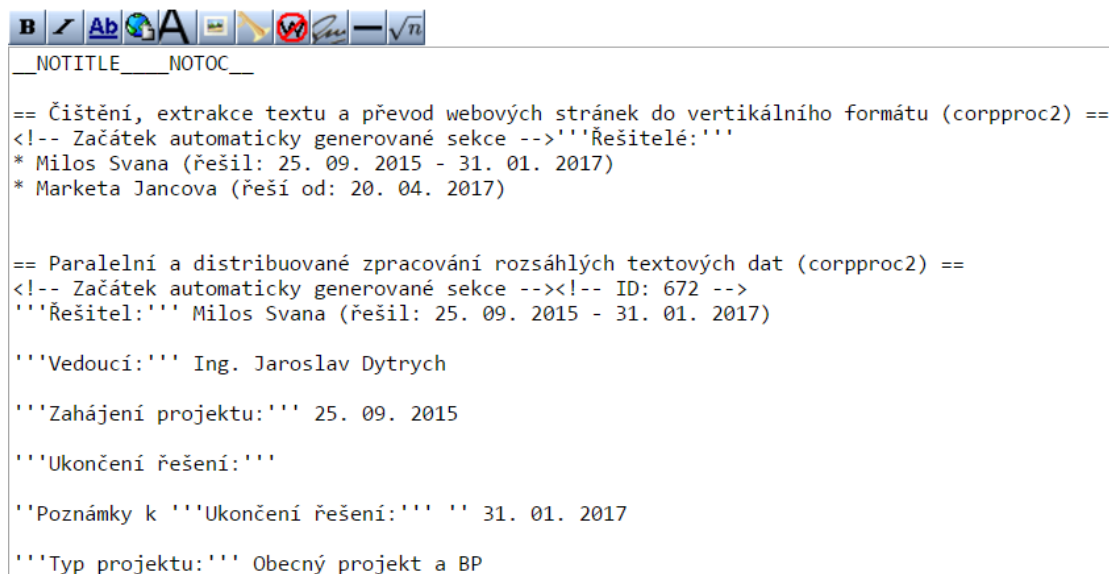 B I Ab A W √n
__NOTITLE____NOTOC__
== Čištění, extrakce textu a převod webových stránek do vertikálního formátu (corpproc2) ==
<!-- Začátek automaticky generované sekce -->'''Řešitelé:'''
* Milos Svana (řešil: 25. 09. 2015 - 31. 01. 2017)
* Marketa Jancova (řeší od: 20. 04. 2017)
== Paralelní a distribuované zpracování rozsáhlých textových dat (corpproc2) ==
<!-- Začátek automaticky generované sekce --><!-- ID: 672 -->
'''Řešitel:''' Milos Svana (řešil: 25. 09. 2015 - 31. 01. 2017)
'''Vedoucí:''' Ing. Jaroslav Dytrych
'''Zahájení projektu:''' 25. 09. 2015
'''Ukončení řešení:'''
''Poznámky k '''Ukončení řešení:''' '' 31. 01. 2017
'''Typ projektu:''' Obecný projekt a BP